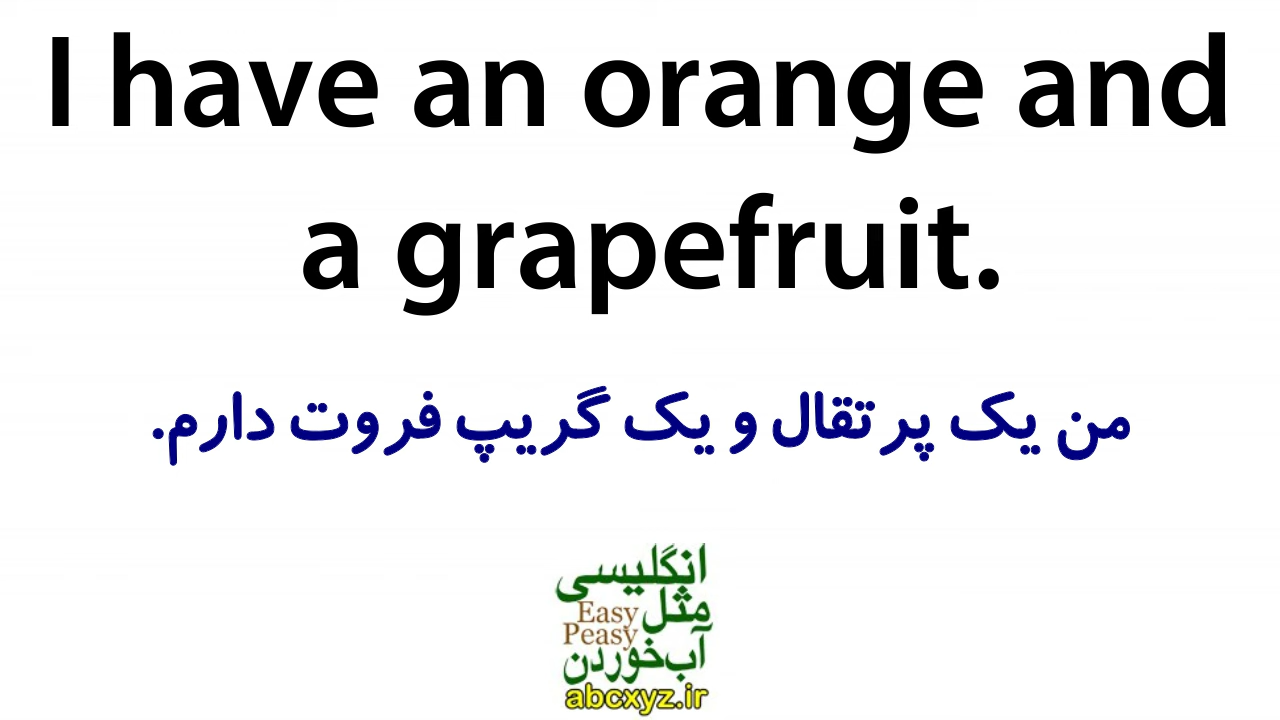 I have an orange and
a grapefruit.
من یک پرتقال و یک گریپ فروت دارم.
انگلیسی
مثل Easy
Peasy
آب خوردن
abcxyz.ir